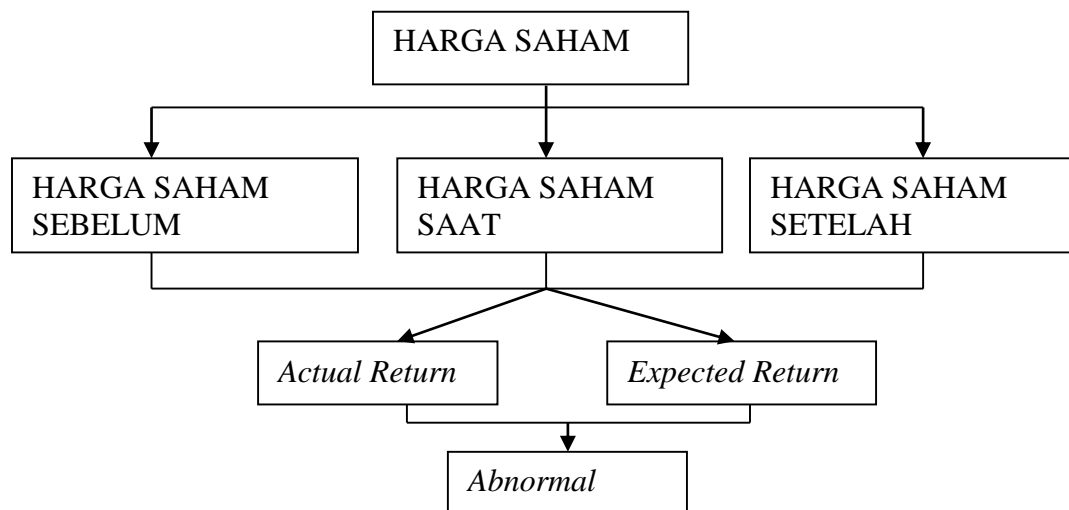 HARGA SAHAM
HARGA SAHAM
SEBELUM
HARGA SAHAM
SAAT
HARGA SAHAM
SETELAH
Actual Return
Expected Return
Abnormal